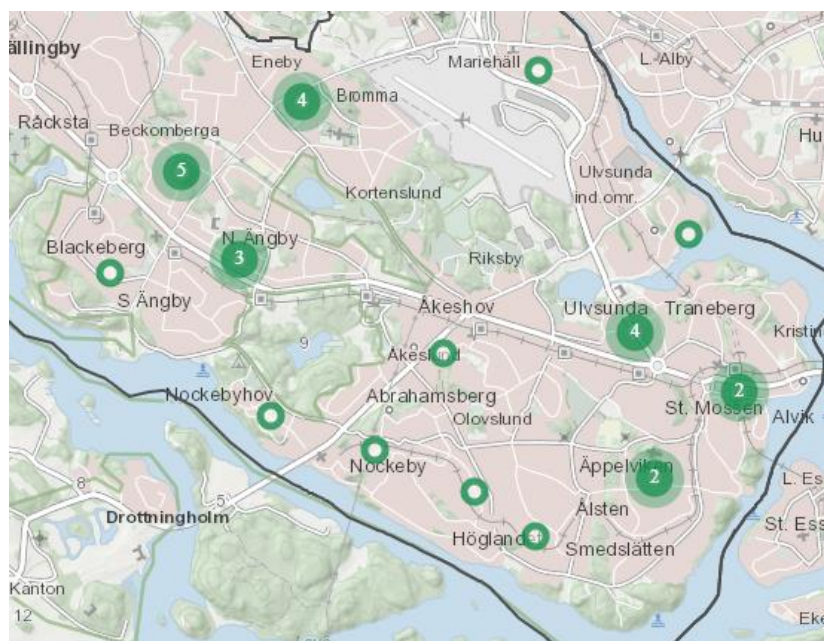 ällingby
Eneby
Mariehäll
L.-Alby
4
Bromma
Råcksta
Beckomberga
Hu
5
Ulvsunda
ind.omr.
Kortenslund
N Ängby
Blackeberg
3
Riksby
S Ängby
Åkeshov
Ulvsunda
Traneberg
4
Kristin
9
Åkeslund
Nockebyhov
Abrahamsberg
2
St. Mossen
Olovslund
Alvik
Nockeby
Äppelviken
2
8
5
L. Es
Drottningholm
Ålsten
St. Ess
Höglandet
Smedslätten
Kanton
12
Eke